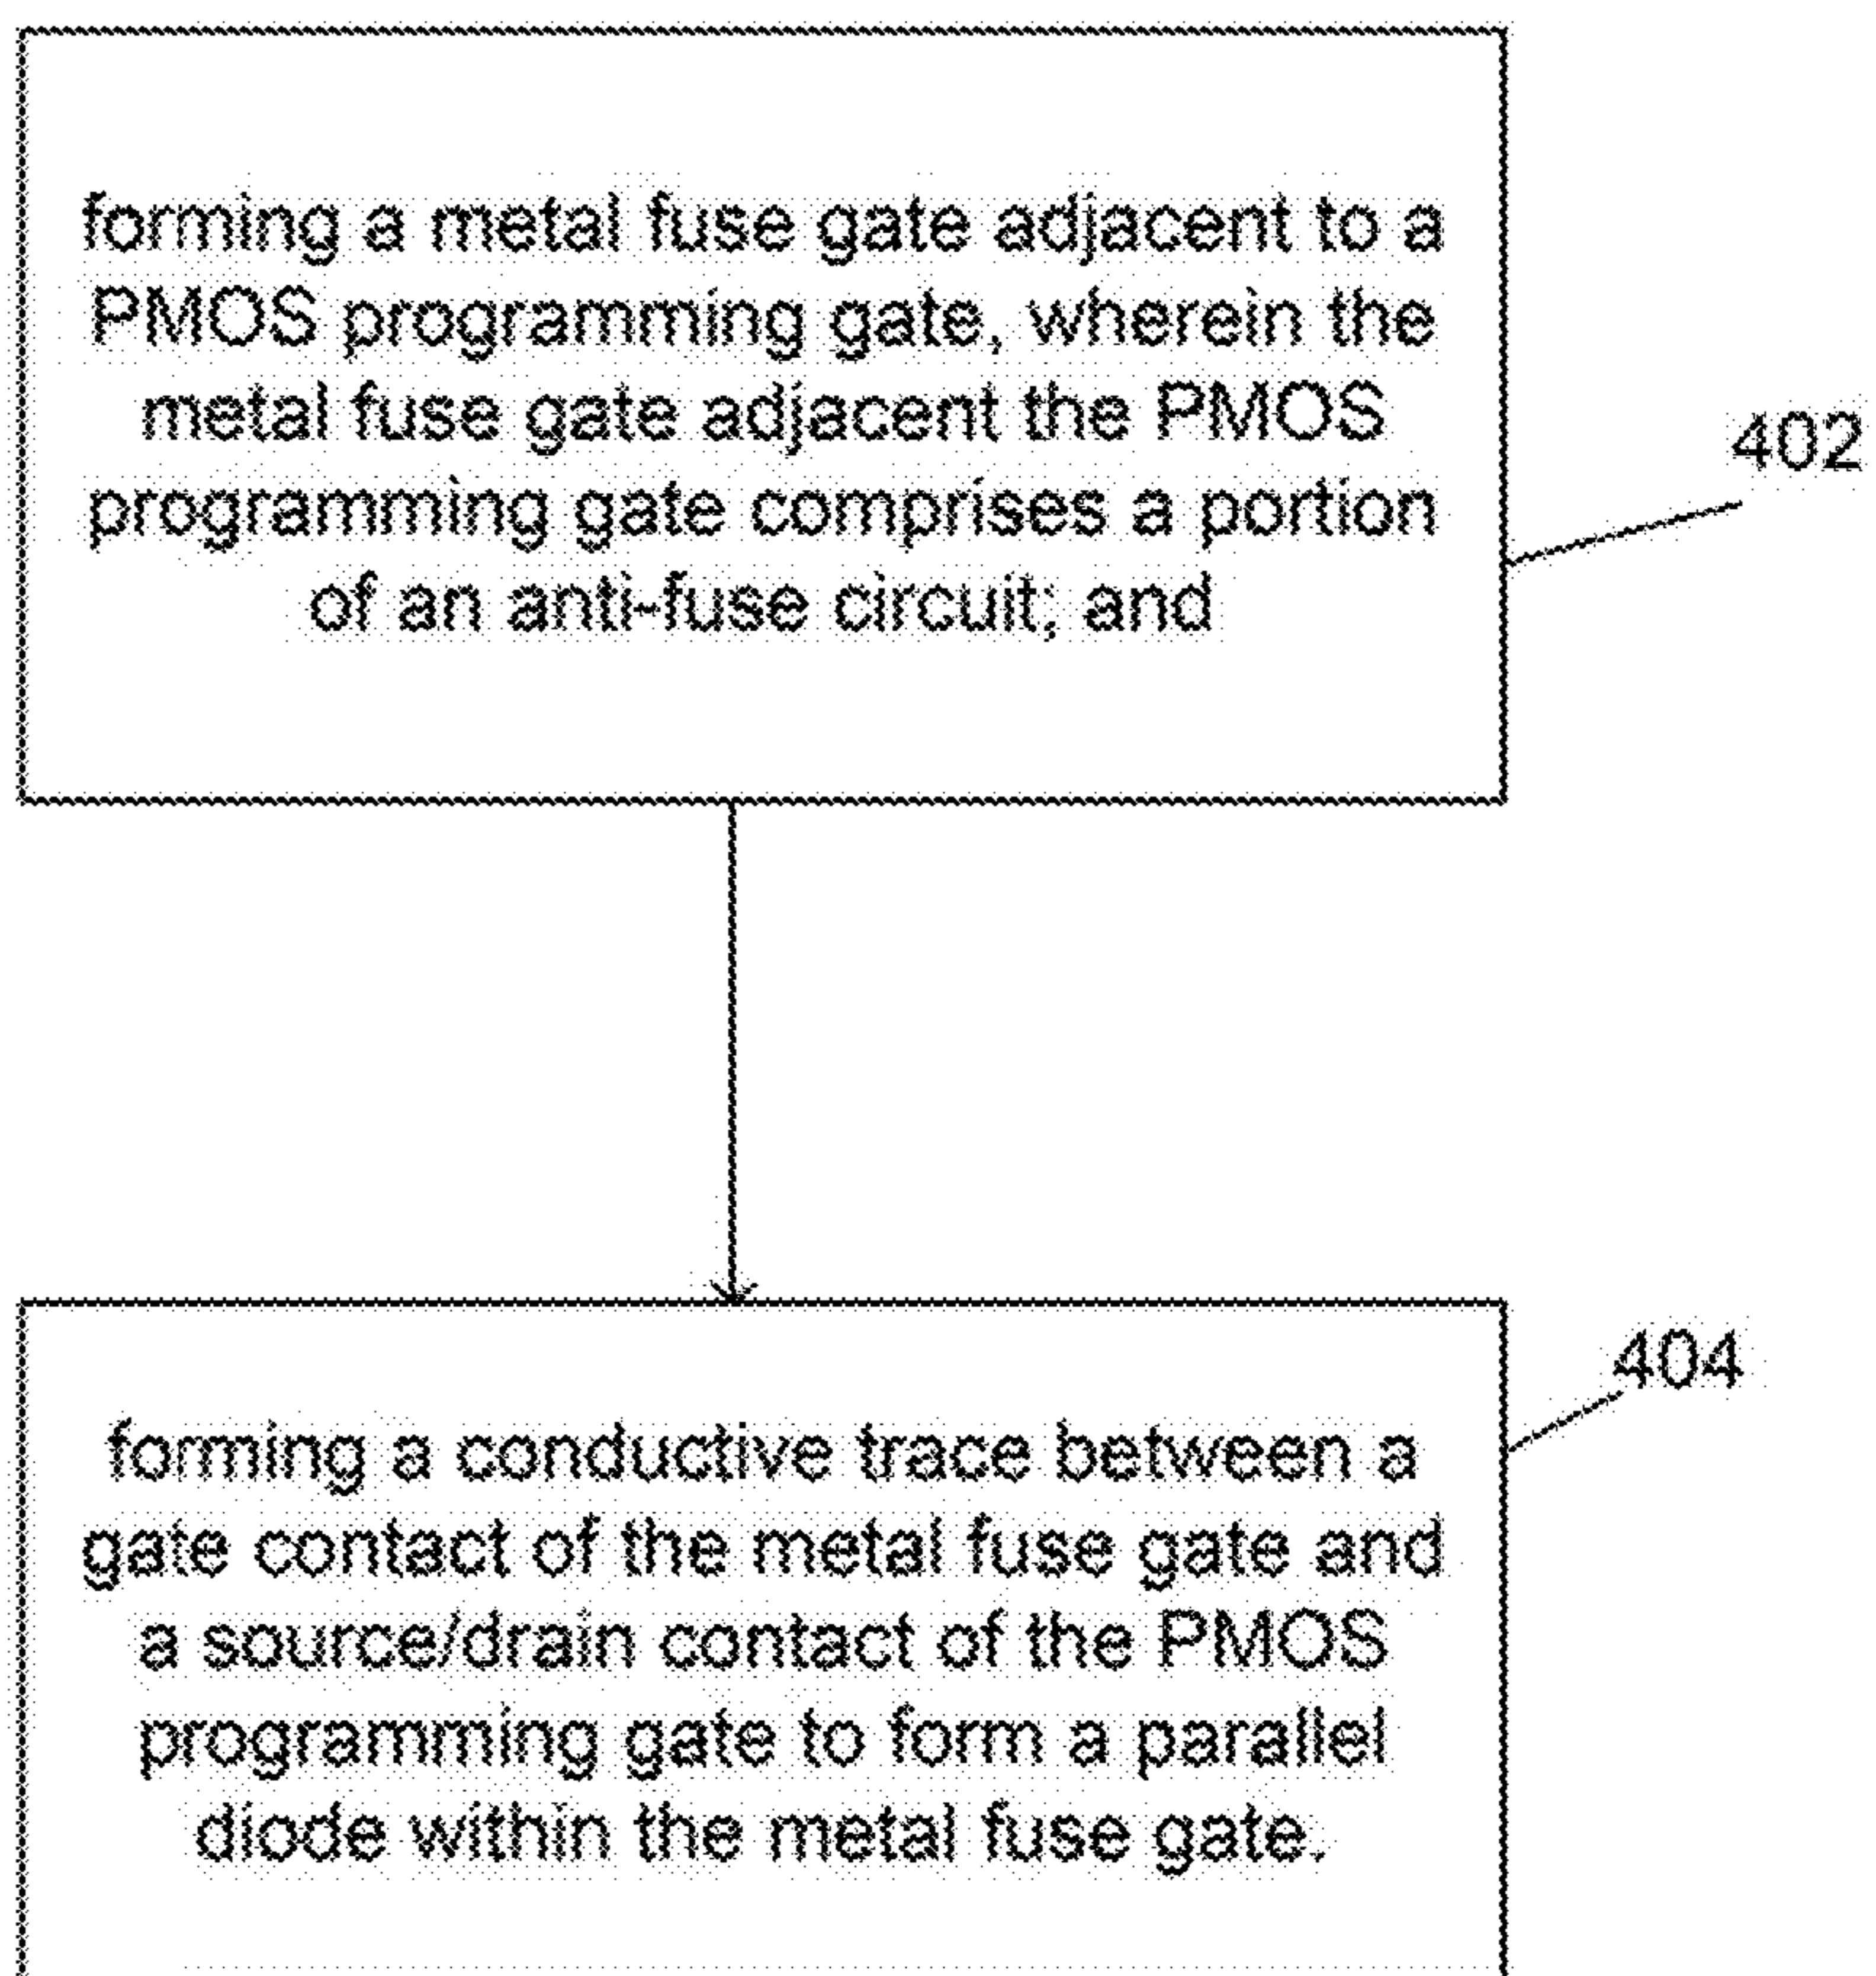 forming a metal fuse gate adjacent to a
PMOS programming gate, wherein the
metal fuse gate adjacent the PMOS
programming gate comprises a portion
of an anti-fuse circuit; and
402
404
forming a conductive trace between a
gate contact of the metal fuse gate and
a source/drain contact of the PMOS
programming gate to form a parallel
diode within the metal fuse gate.